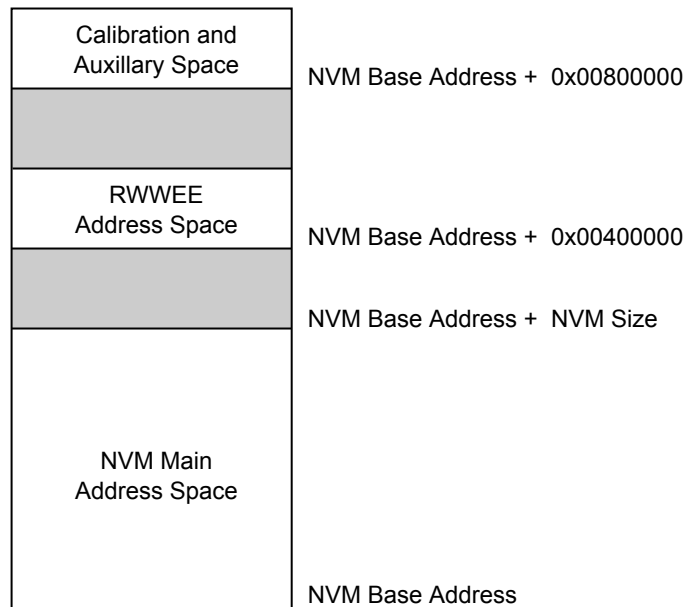 Calibration and
Auxillary Space
NVM Base Address + 0x00800000
RWWEE
Address Space
NVM Base Address + 0x00400000
NVM Base Address + NVM Size
NVM Main
Address Space
NVM Base Address